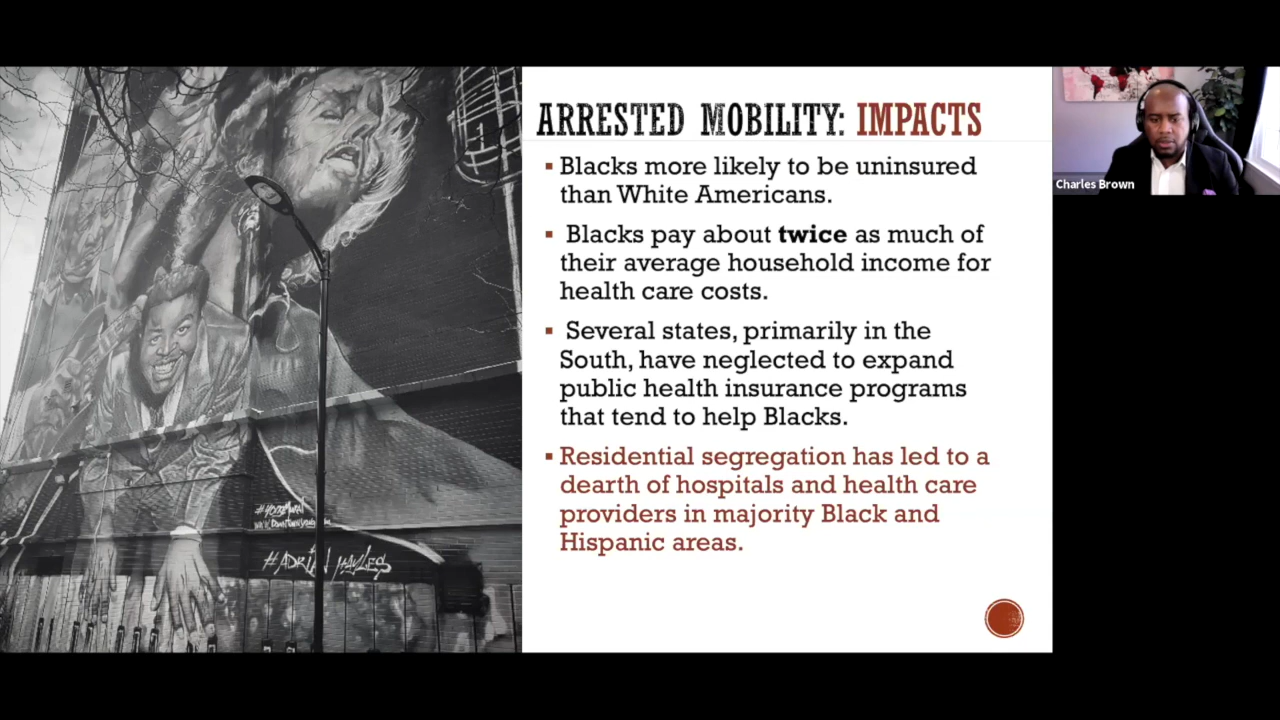 ARRESTED MOBILITY: IMPACTS
▪ Blacks more likely to be uninsured
than White Americans.
▪ Blacks pay about twice as much of
their average household income for
health care costs.
▪ Several states, primarily in the
South, have neglected to expand
public health insurance programs
that tend to help Blacks.
▪ Residential segregation has led to a
dearth of hospitals and health care
providers in majority Black and
Hispanic areas.
Charles Brown
#ADRIAN HAYLES